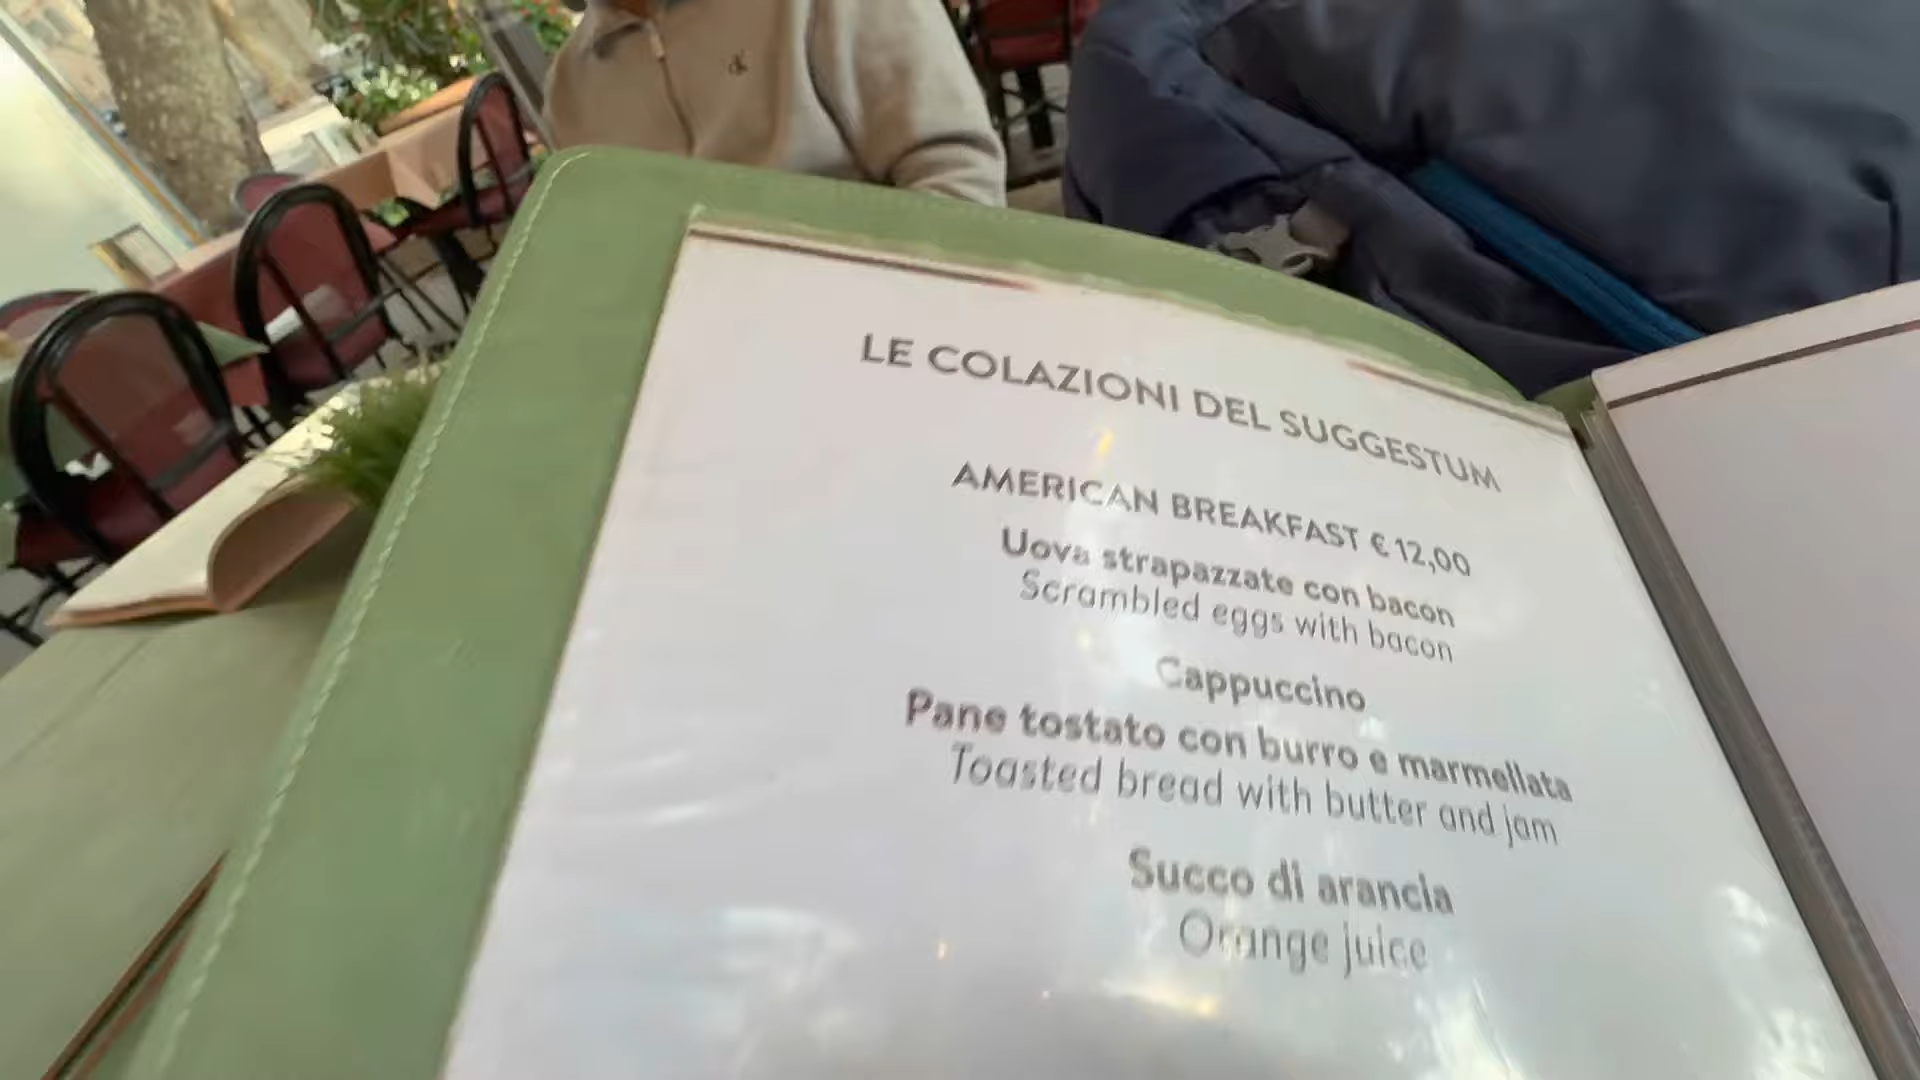 LE COLAZIONI DEL SUGGESTUM
AMERICAN BREAKFAST € 12,00
Uova strapazzate con bacon
Scrambled eggs with bacon
Cappuccino
Pane tostato con burro e marmellata
Toasted bread with butter and jam
Succo di arancia
Orange juice